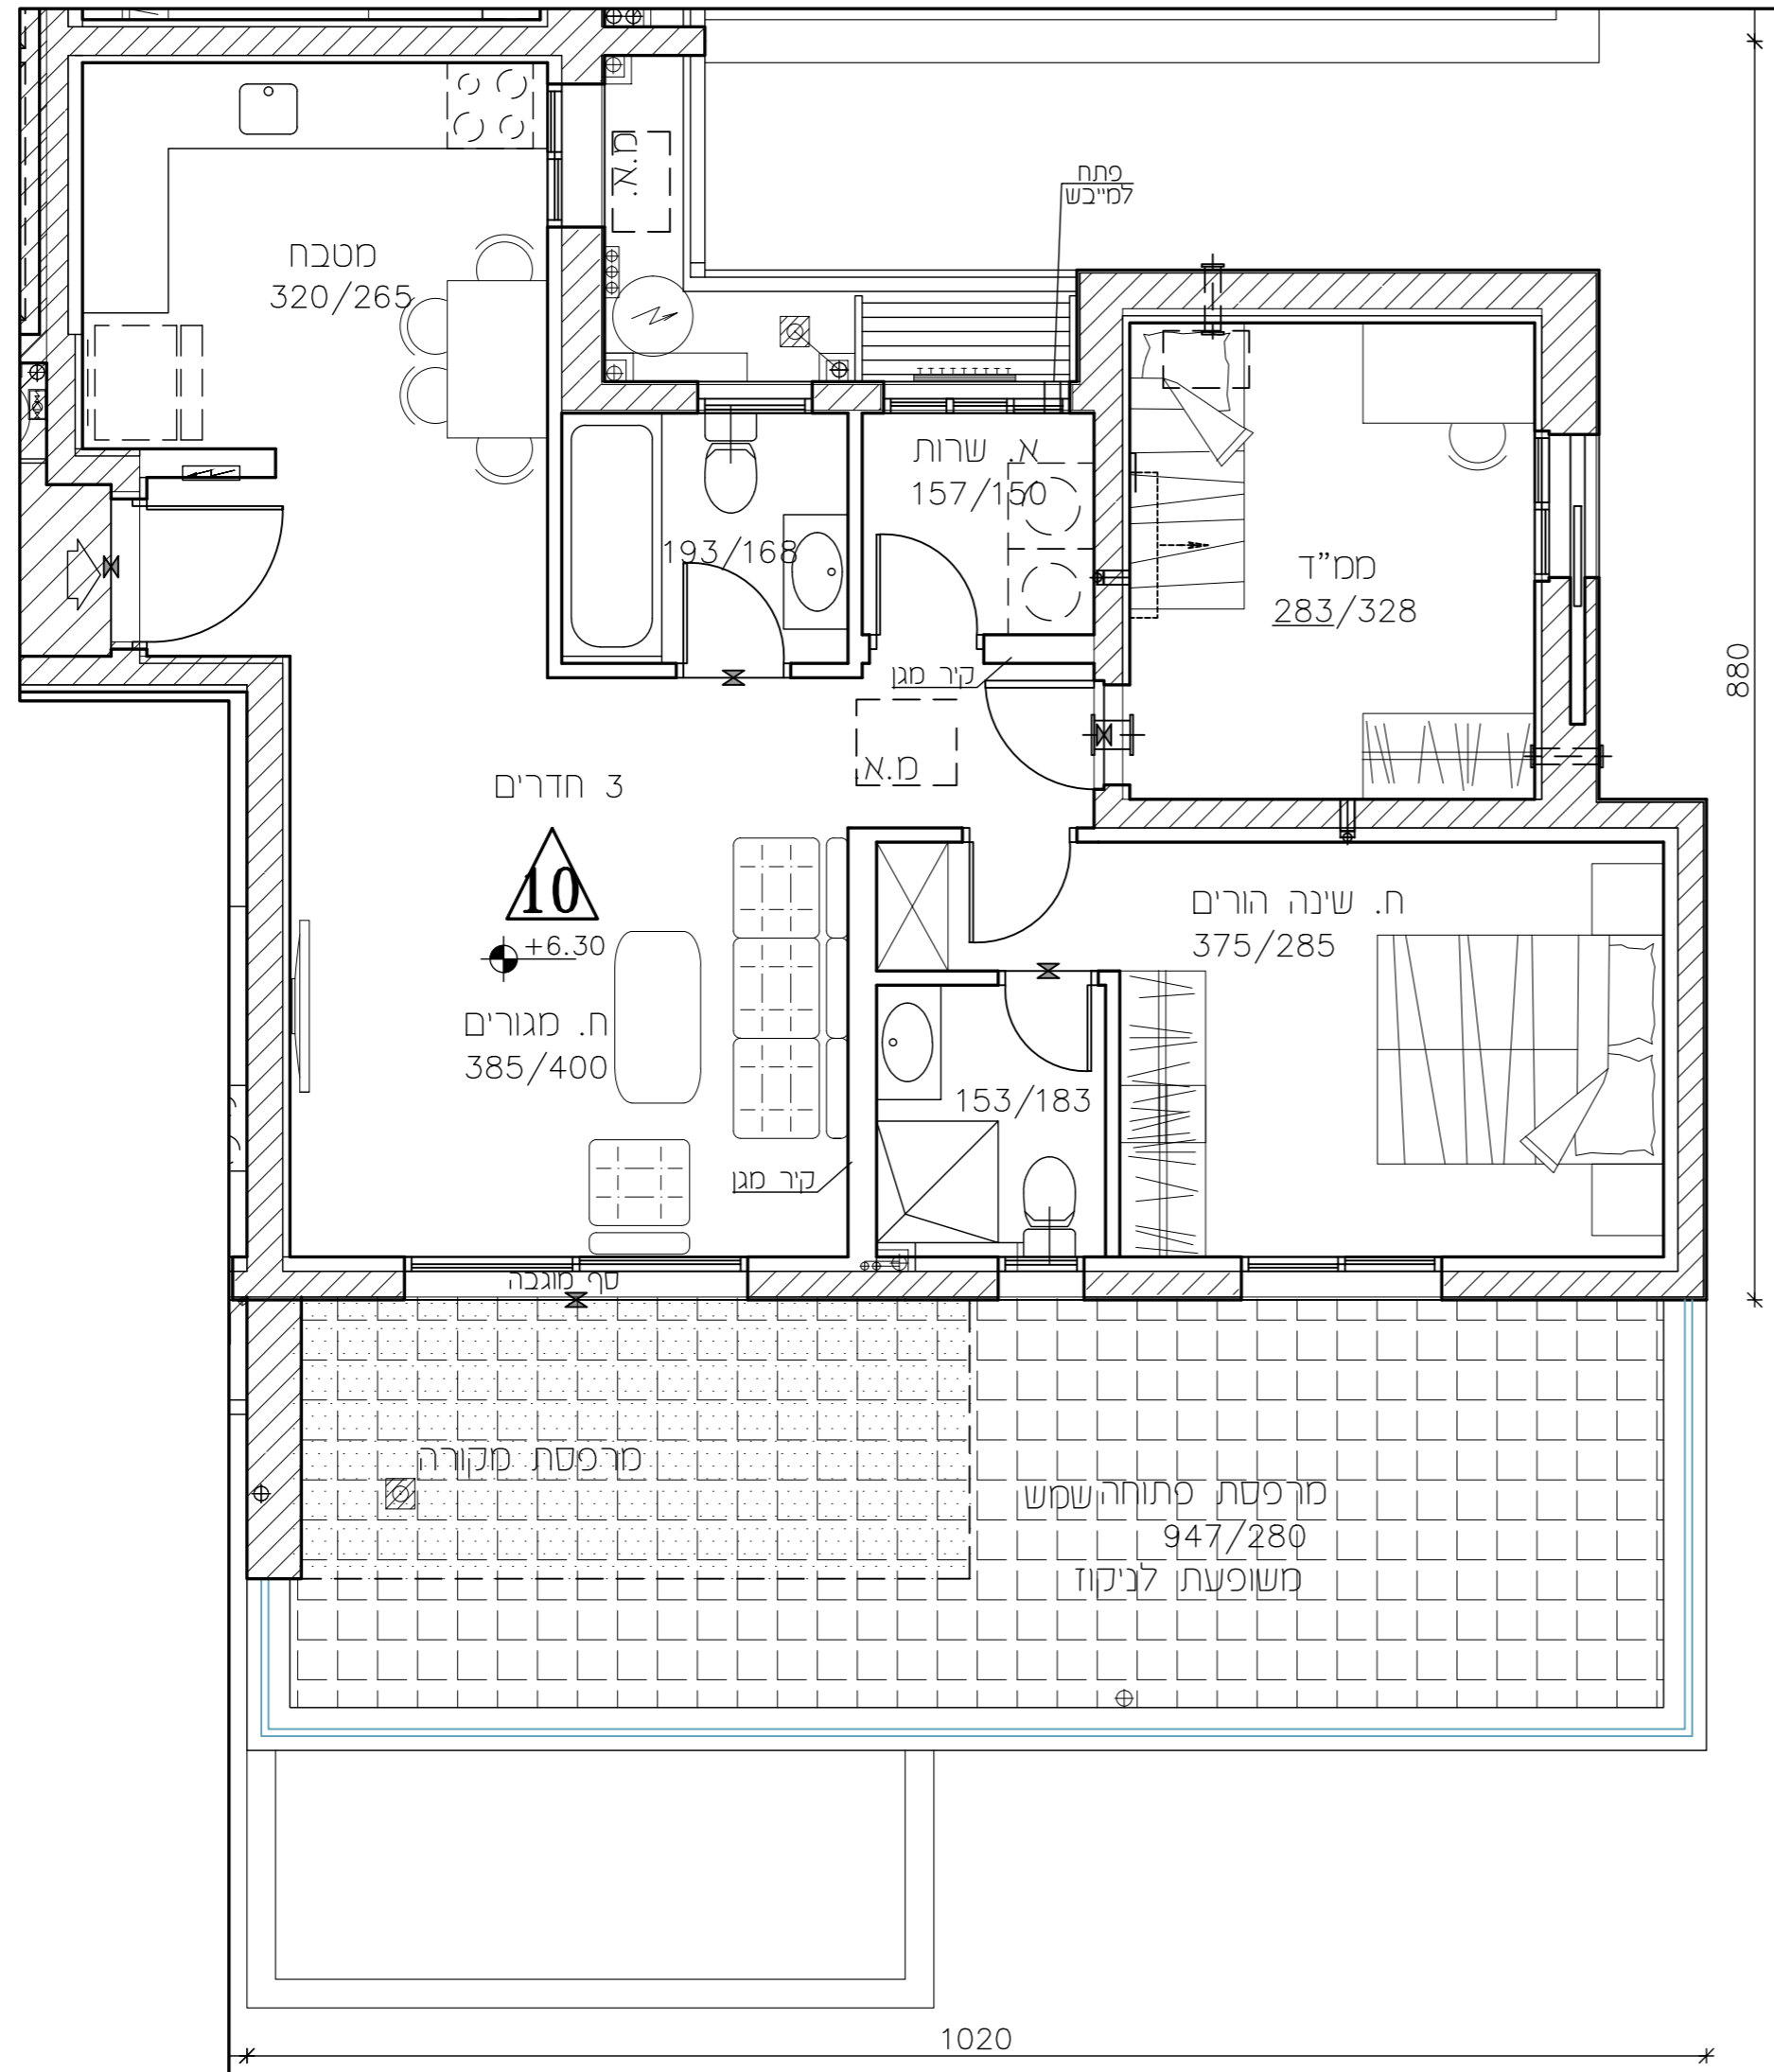 מ.א.
פתח
למייבש
מטבח
320/265
א. שרות
157/150
193/168
ממ"ד
283/328
קיר מגן
880
מ.א.
3 חדרים
10
+6.30
ח. שינה הורים
375/285
ח. מגורים
385/400
153/183
קיר מגן
סף מוגבה
מרפסת מקורה
מרפסת פתוחה שמש
947/280
משופעת לניקוז
1020